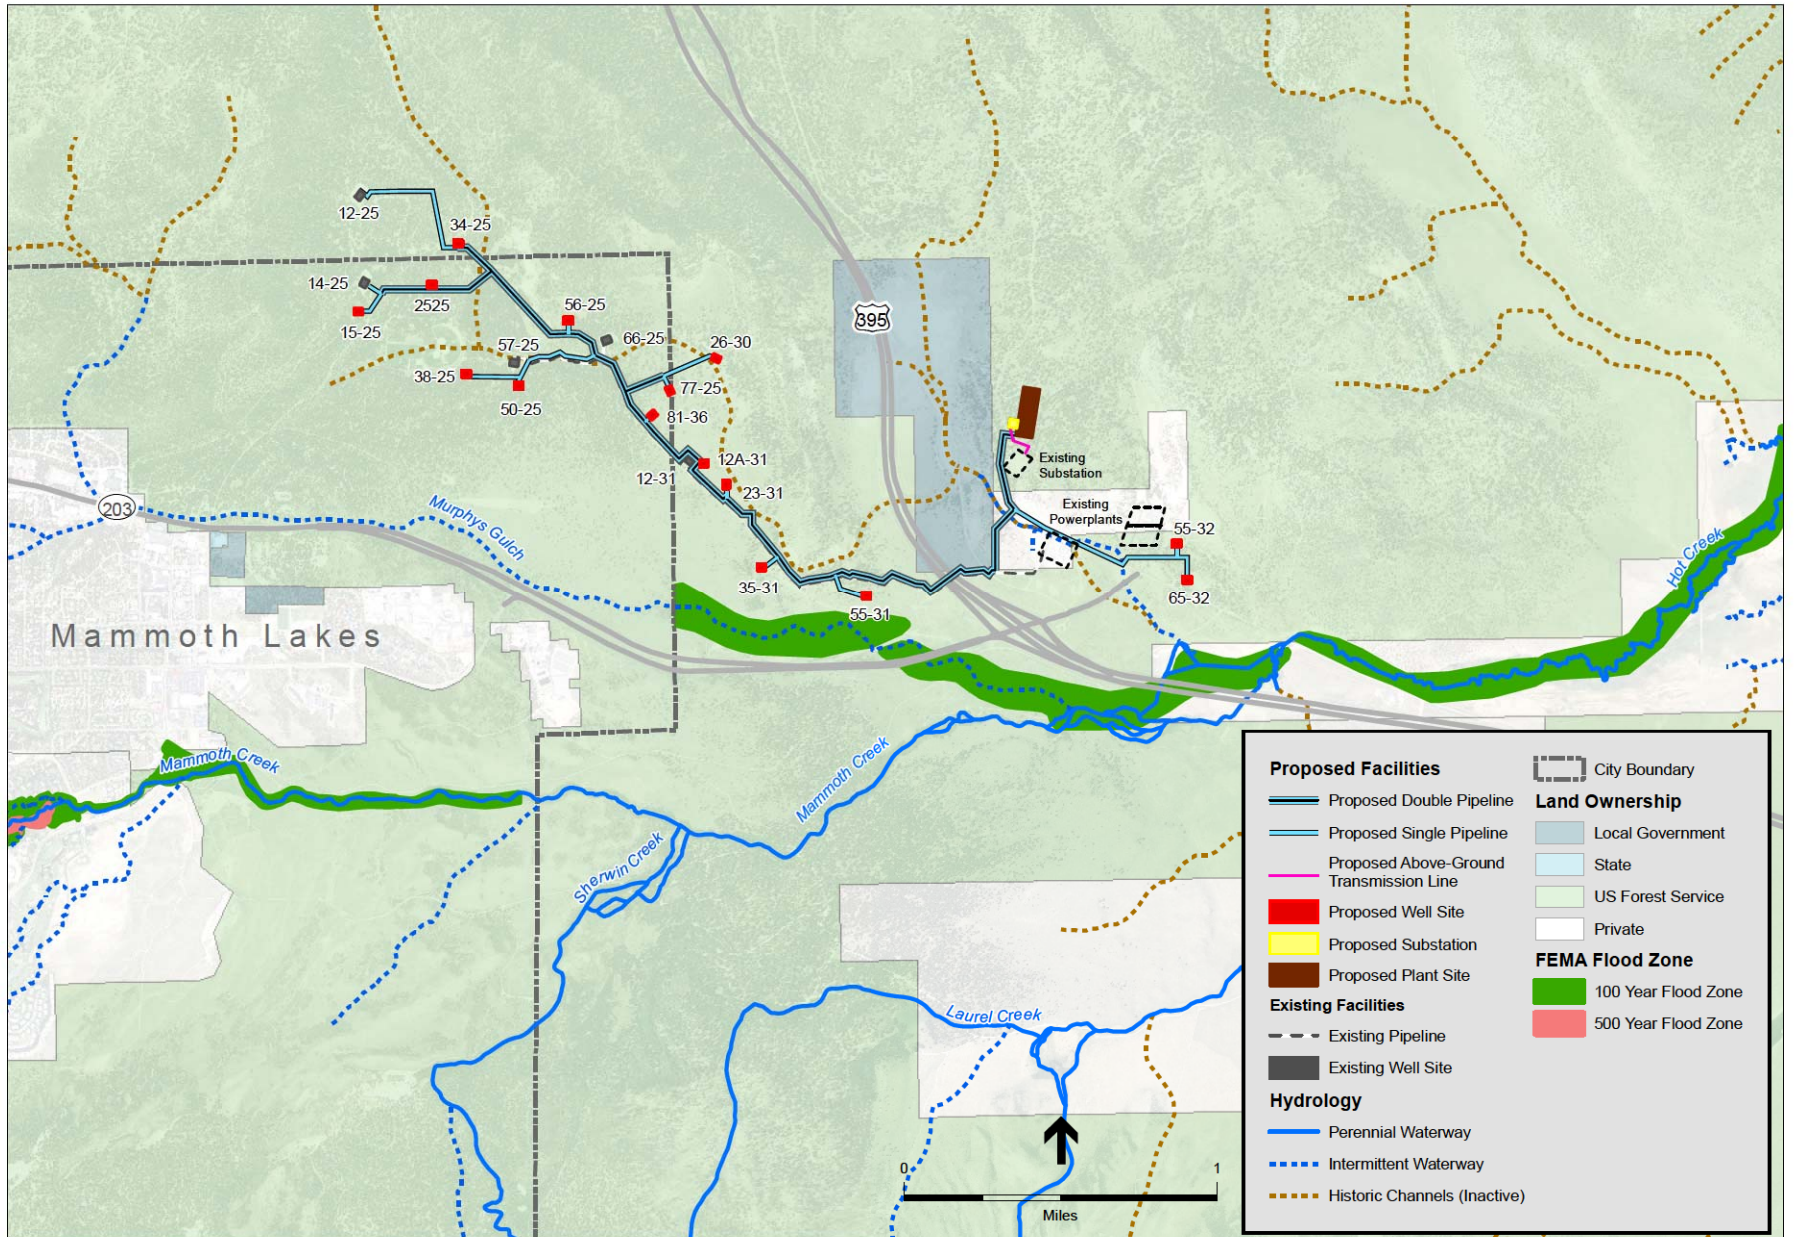 12-25
34-25
14-25
2525
15-25
56-25
57-25
66-25
26-30
38-25
77-25
50-25
81-36
12A-31
12-31
23-31
35-31
55-31
395
Existing
Substation
Existing
Powerplants
55-32
65-32
203
Murphys Gulch
Hot Creek
Mammoth Lakes
Mammoth Creek
Mammoth Creek
Sherwin Creek
Laurel Creek
0
1
Miles
Proposed Facilities
Proposed Double Pipeline
Proposed Single Pipeline
Proposed Above-Ground
Transmission Line
Proposed Well Site
Proposed Substation
Proposed Plant Site
Existing Facilities
Existing Pipeline
Existing Well Site
Hydrology
Perennial Waterway
Intermittent Waterway
Historic Channels (Inactive)
City Boundary
Land Ownership
Local Government
State
US Forest Service
Private
FEMA Flood Zone
100 Year Flood Zone
500 Year Flood Zone